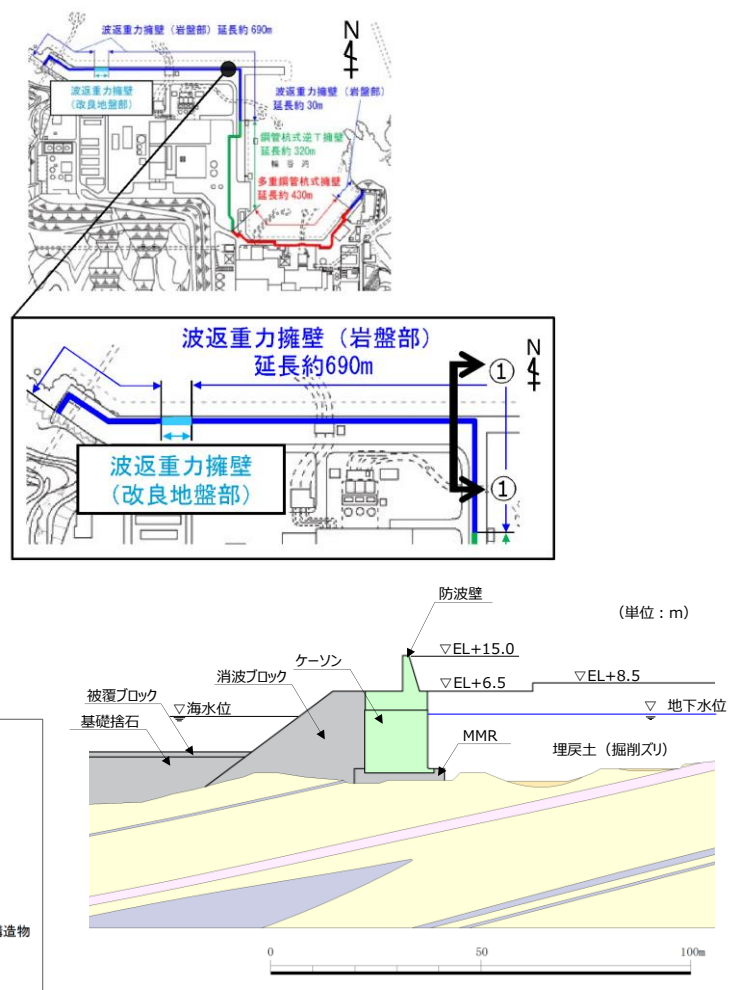 波返重力擁壁（岩盤部）延長約690m
N
波返重力擁壁
（改良地盤部）
波返重力擁壁（岩盤部）
延長約30m
鋼管杭式逆T擁壁
延長約320m
輪谷湾
多重鋼管杭式擁壁
延長約430m
波返重力擁壁（岩盤部）
延長約690m
①
N
波返重力擁壁
（改良地盤部）
①
防波壁
（単位：m）
▽EL+15.0
ケーソン
消波ブロック
▽EL+6.5
▽EL+8.5
被覆ブロック
▽海水位
▽ 地下水位
基礎捨石
MMR
埋戻土（掘削ズリ）
造物
0 50 100m